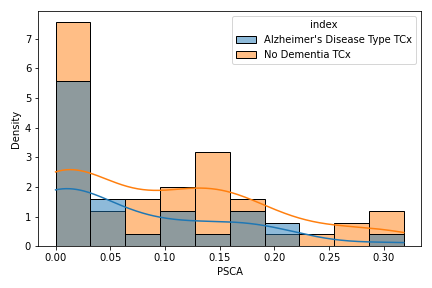 index
Alzheimer's Disease Type TCx
No Dementia TCx
Density
7
6
5
4
3
2
1
0
0.00 0.05 0.10 0.15 0.20 0.25 0.30
PSCA